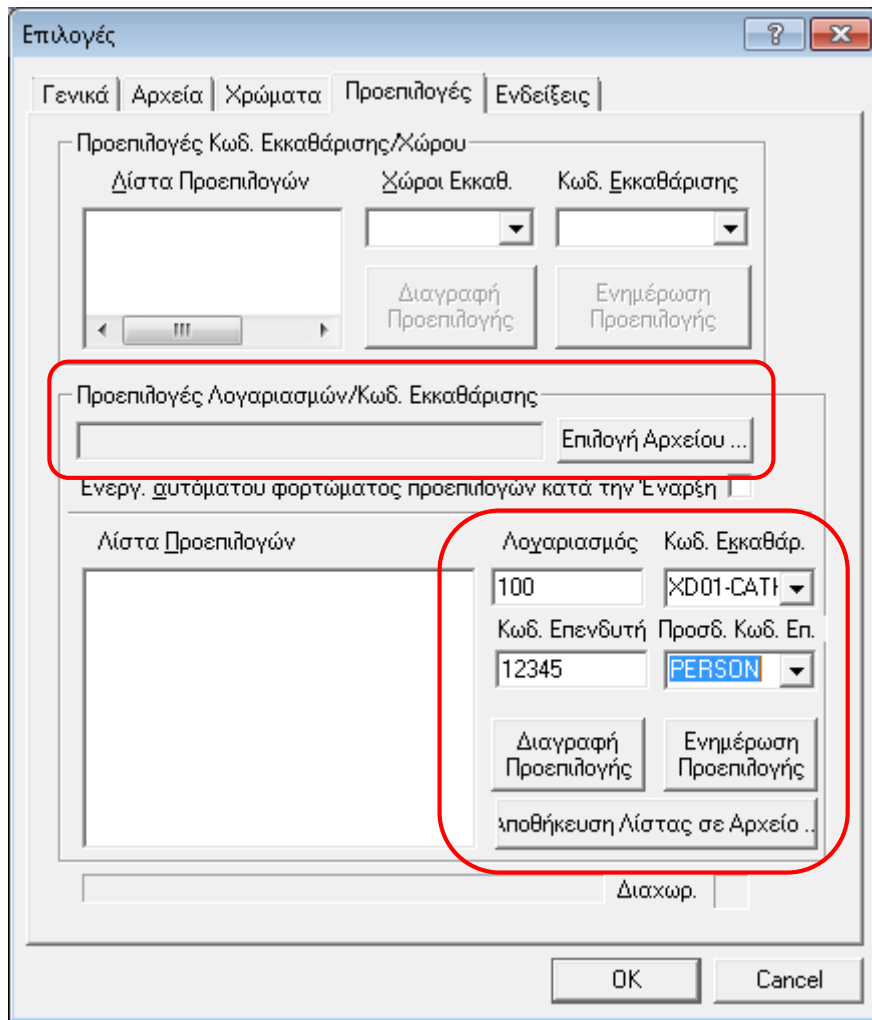 Επιλογές
Γενικά Αρχεία Χρώματα Προεπιλογές Ενδείξεις
Προεπιλογές Κωδ. Εκκαθάρισης/Χώρου
Λίστα Προεπιλογών Χώροι Εκκαθ. Κωδ. Εκκαθάρισης
Διαγραφή Προεπιλογής
Ενημέρωση Προεπιλογής
Προεπιλογές Λογαριασμών/Κωδ. Εκκαθάρισης
Επιλογή Αρχείου ...
Ενεργ. αυτόματου φορτώματος προεπιλογών κατά την Έναρξη
Λίστα Προεπιλογών Λογαριασμός Κωδ. Εκκαθάρ.
100 XD01-CATH
Κωδ. Επενδυτή Προσδ. Κωδ. Επ.
12345 PERSON
Διαγραφή Προεπιλογής
Ενημέρωση Προεπιλογής
Αποθήκευση Λίστας σε Αρχείο ..
Διαχωρ.
OK Cancel